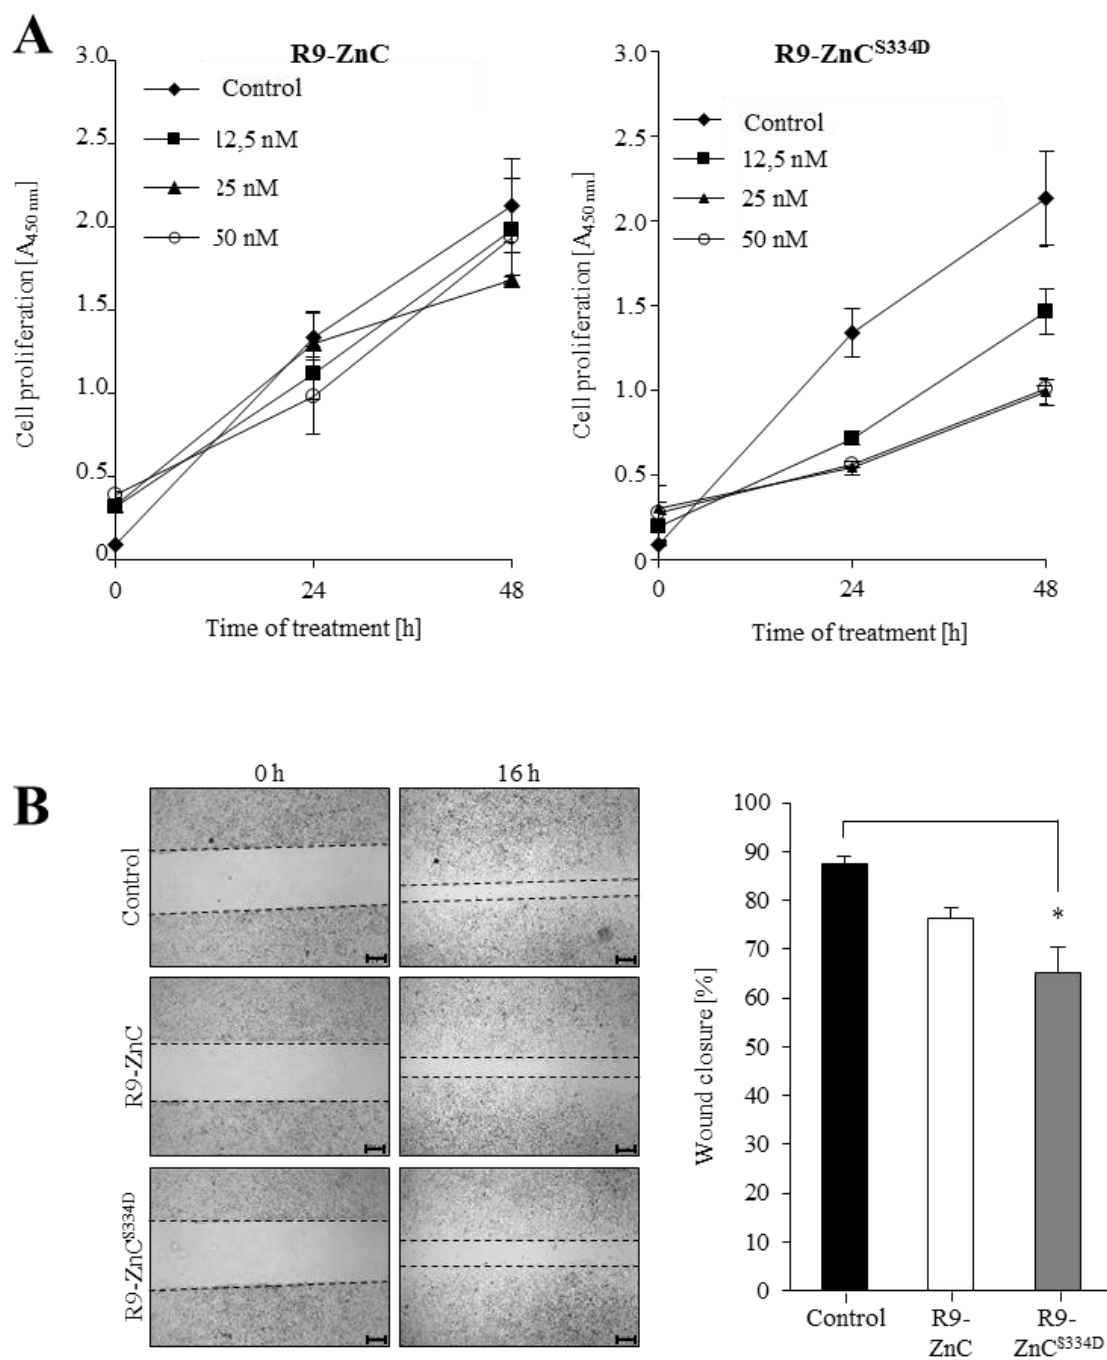 A
R9-ZnC
3.0
2.5
2.0
1.5
1.0
0.5
0
Control
12,5 nM
25 nM
50 nM
Cell proliferation [A450 nm.]
0 24 48
Time of treatment [h]
R9-ZnCS334D
3.0
2.5
2.0
1.5
1.0
0.5
0
Control
12,5 nM
25 nM
50 nM
Cell proliferation [A450 nm.]
0 24 48
Time of treatment [h]
B
0 h 16 h
Control
R9-ZnC
R9-ZnCS334D
100
90
80
70
60
50
40
30
20
10
0
Wound closure [%]
*
Control R9- R9-
ZnC ZnCS334D